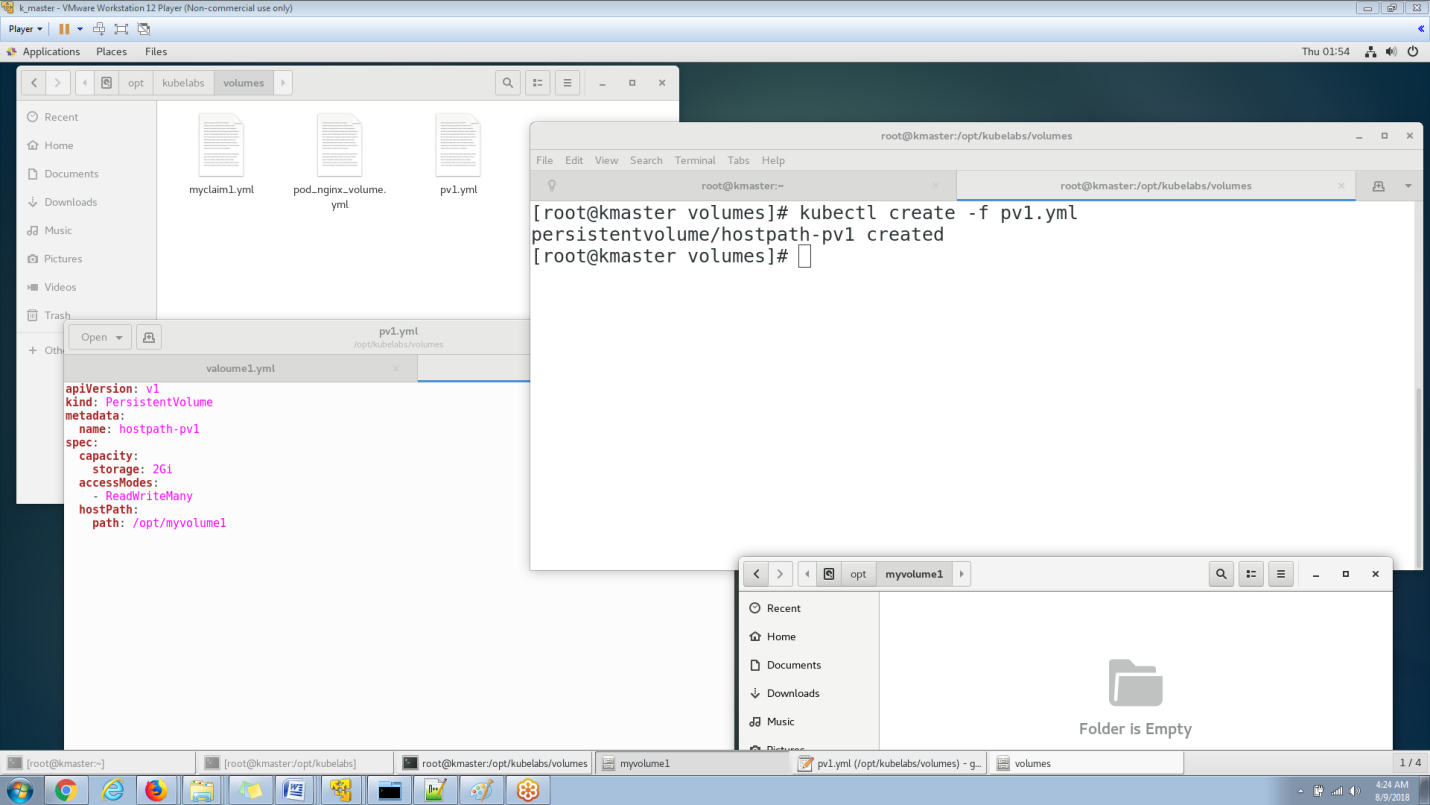 k_master - VMware Workstation 12 Player (Non-commercial use only)
Player
Applications Places Files Thu 01:54
opt kubelabs volumes
Recent
Home
Documents
Downloads
Music
Pictures
Videos
Trash
myclaim1.yml
pod_nginx_volume.
yml
pv1.yml
Open
pv1.yml
/opt/kubelabs/volumes
valoume1.yml
apiVersion: v1
kind: PersistentVolume
metadata:
name: hostpath-pv1
spec:
capacity:
storage: 2Gi
accessModes:
- ReadWriteMany
hostPath:
path: /opt/myvolume1
root@kmaster:/opt/kubelabs/volumes
File Edit View Search Terminal Tabs Help
root@kmaster:~ root@kmaster:/opt/kubelabs/volumes
[root@kmaster volumes]# kubectl create -f pv1.yml
persistentvolume/hostpath-pv1 created
[root@kmaster volumes]#
opt myvolume1
Recent
Home
Documents
Downloads
Music
Pictures
Folder is Empty
[root@kmaster:~] [root@kmaster:/opt/kubelabs] root@kmaster:/opt/kubelabs/volumes myvolume1 pv1.yml (/opt/kubelabs/volumes) - g... volumes 1 / 4
4:24 AM
8/9/2018